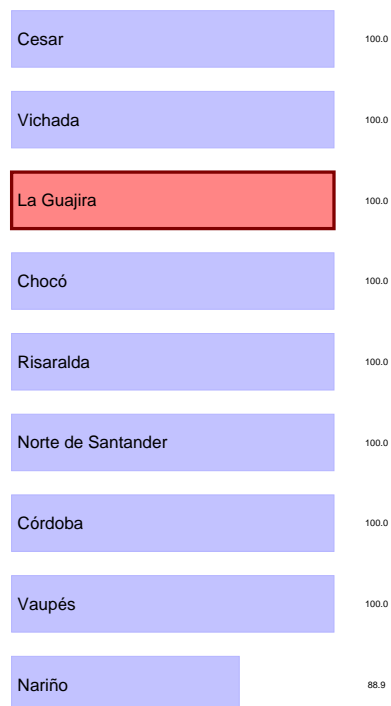 Cesar 100.0
Vichada 100.0
La Guajira 100.0
Chocó 100.0
Risaralda 100.0
Norte de Santander 100.0
Córdoba 100.0
Vaupés 100.0
Nariño 88.9